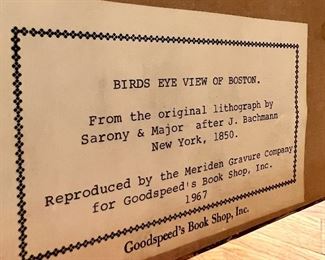 BIRDS EYE VIEW OF BOSTON.
From the original lithograph by
Sarony & Major after J. Bachmann
New York, 1850.
Reproduced by the Meriden Gravure Company
for Goodspeed's Book Shop, Inc.
1967
Goodspeed's Book Shop, Inc.